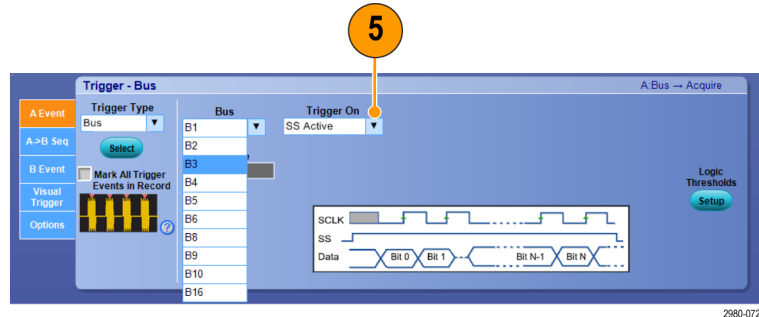 5
Trigger - Bus
A:Bus → Acquire
A Event
A->B Seq
B Event
Visual
Trigger
Options
Trigger Type
Bus
Select
Mark All Trigger
Events in Record
?
Bus
B1
B2
B3
B4
B5
B6
B8
B9
B10
B16
Trigger On
SS Active
SCLK
SS
Data
Bit 0
Bit 1
Bit N-1
Bit N
Logic
Thresholds
Setup
2980-072